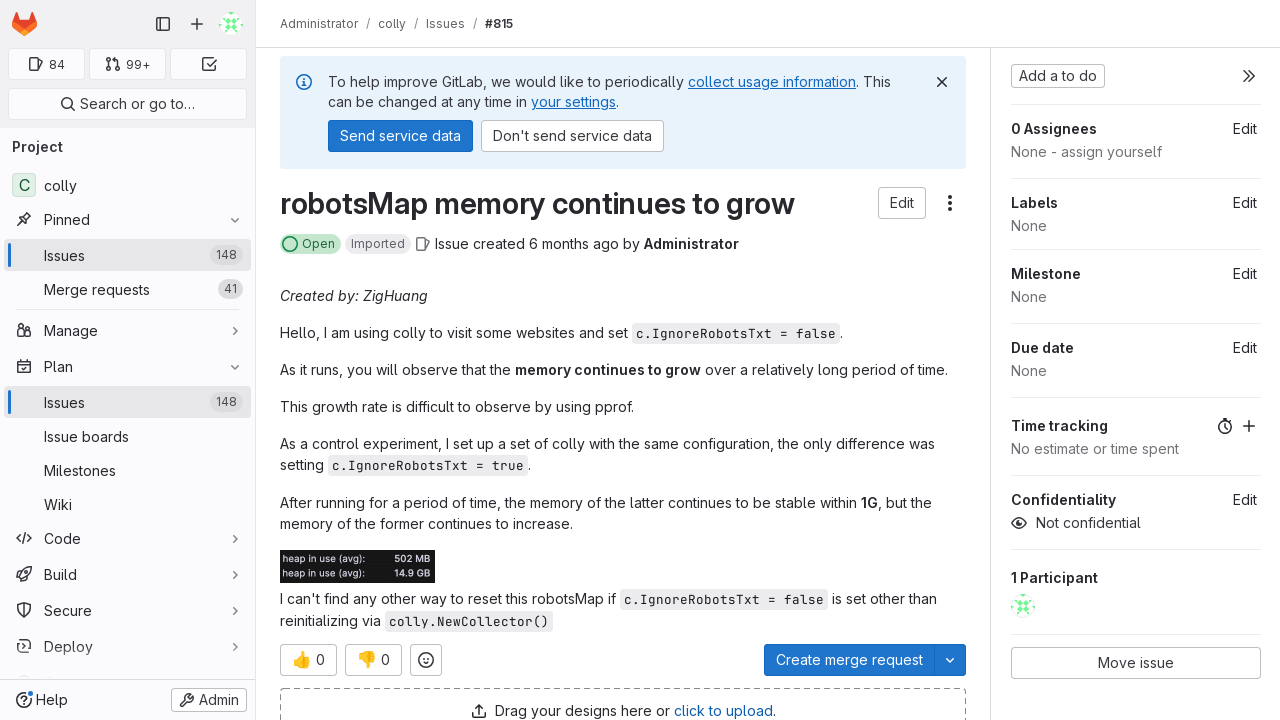 84
99+
Search or go to…
Project
C
colly
Pinned
Issues
148
Merge requests
41
Manage
Plan
Issues
148
Issue boards
Milestones
Wiki
Code
Build
Secure
Deploy
Help
Admin
Administrator / colly / Issues / #815
To help improve GitLab, we would like to periodically collect usage information. This
can be changed at any time in your settings.
Send service data
Don't send service data
robotsMap memory continues to grow
Edit
Open
Imported
Issue created 6 months ago by Administrator
Created by: ZigHuang
Hello, I am using colly to visit some websites and set c.IgnoreRobotsTxt = false.
As it runs, you will observe that the memory continues to grow over a relatively long period of time.
This growth rate is difficult to observe by using pprof.
As a control experiment, I set up a set of colly with the same configuration, the only difference was
setting c.IgnoreRobotsTxt = true.
After running for a period of time, the memory of the latter continues to be stable within 1G, but the
memory of the former continues to increase.
heap in use (avg): 502 MB
heap in use (avg): 14.9 GB
I can't find any other way to reset this robotsMap if c.IgnoreRobotsTxt = false is set other than
reinitializing via colly.NewCollector()
👍 0
👎 0
Create merge request
Drag your designs here or click to upload.
Add a to do
0 Assignees
Edit
None - assign yourself
Labels
Edit
None
Milestone
Edit
None
Due date
Edit
None
Time tracking
No estimate or time spent
Confidentiality
Edit
Not confidential
1 Participant
Move issue